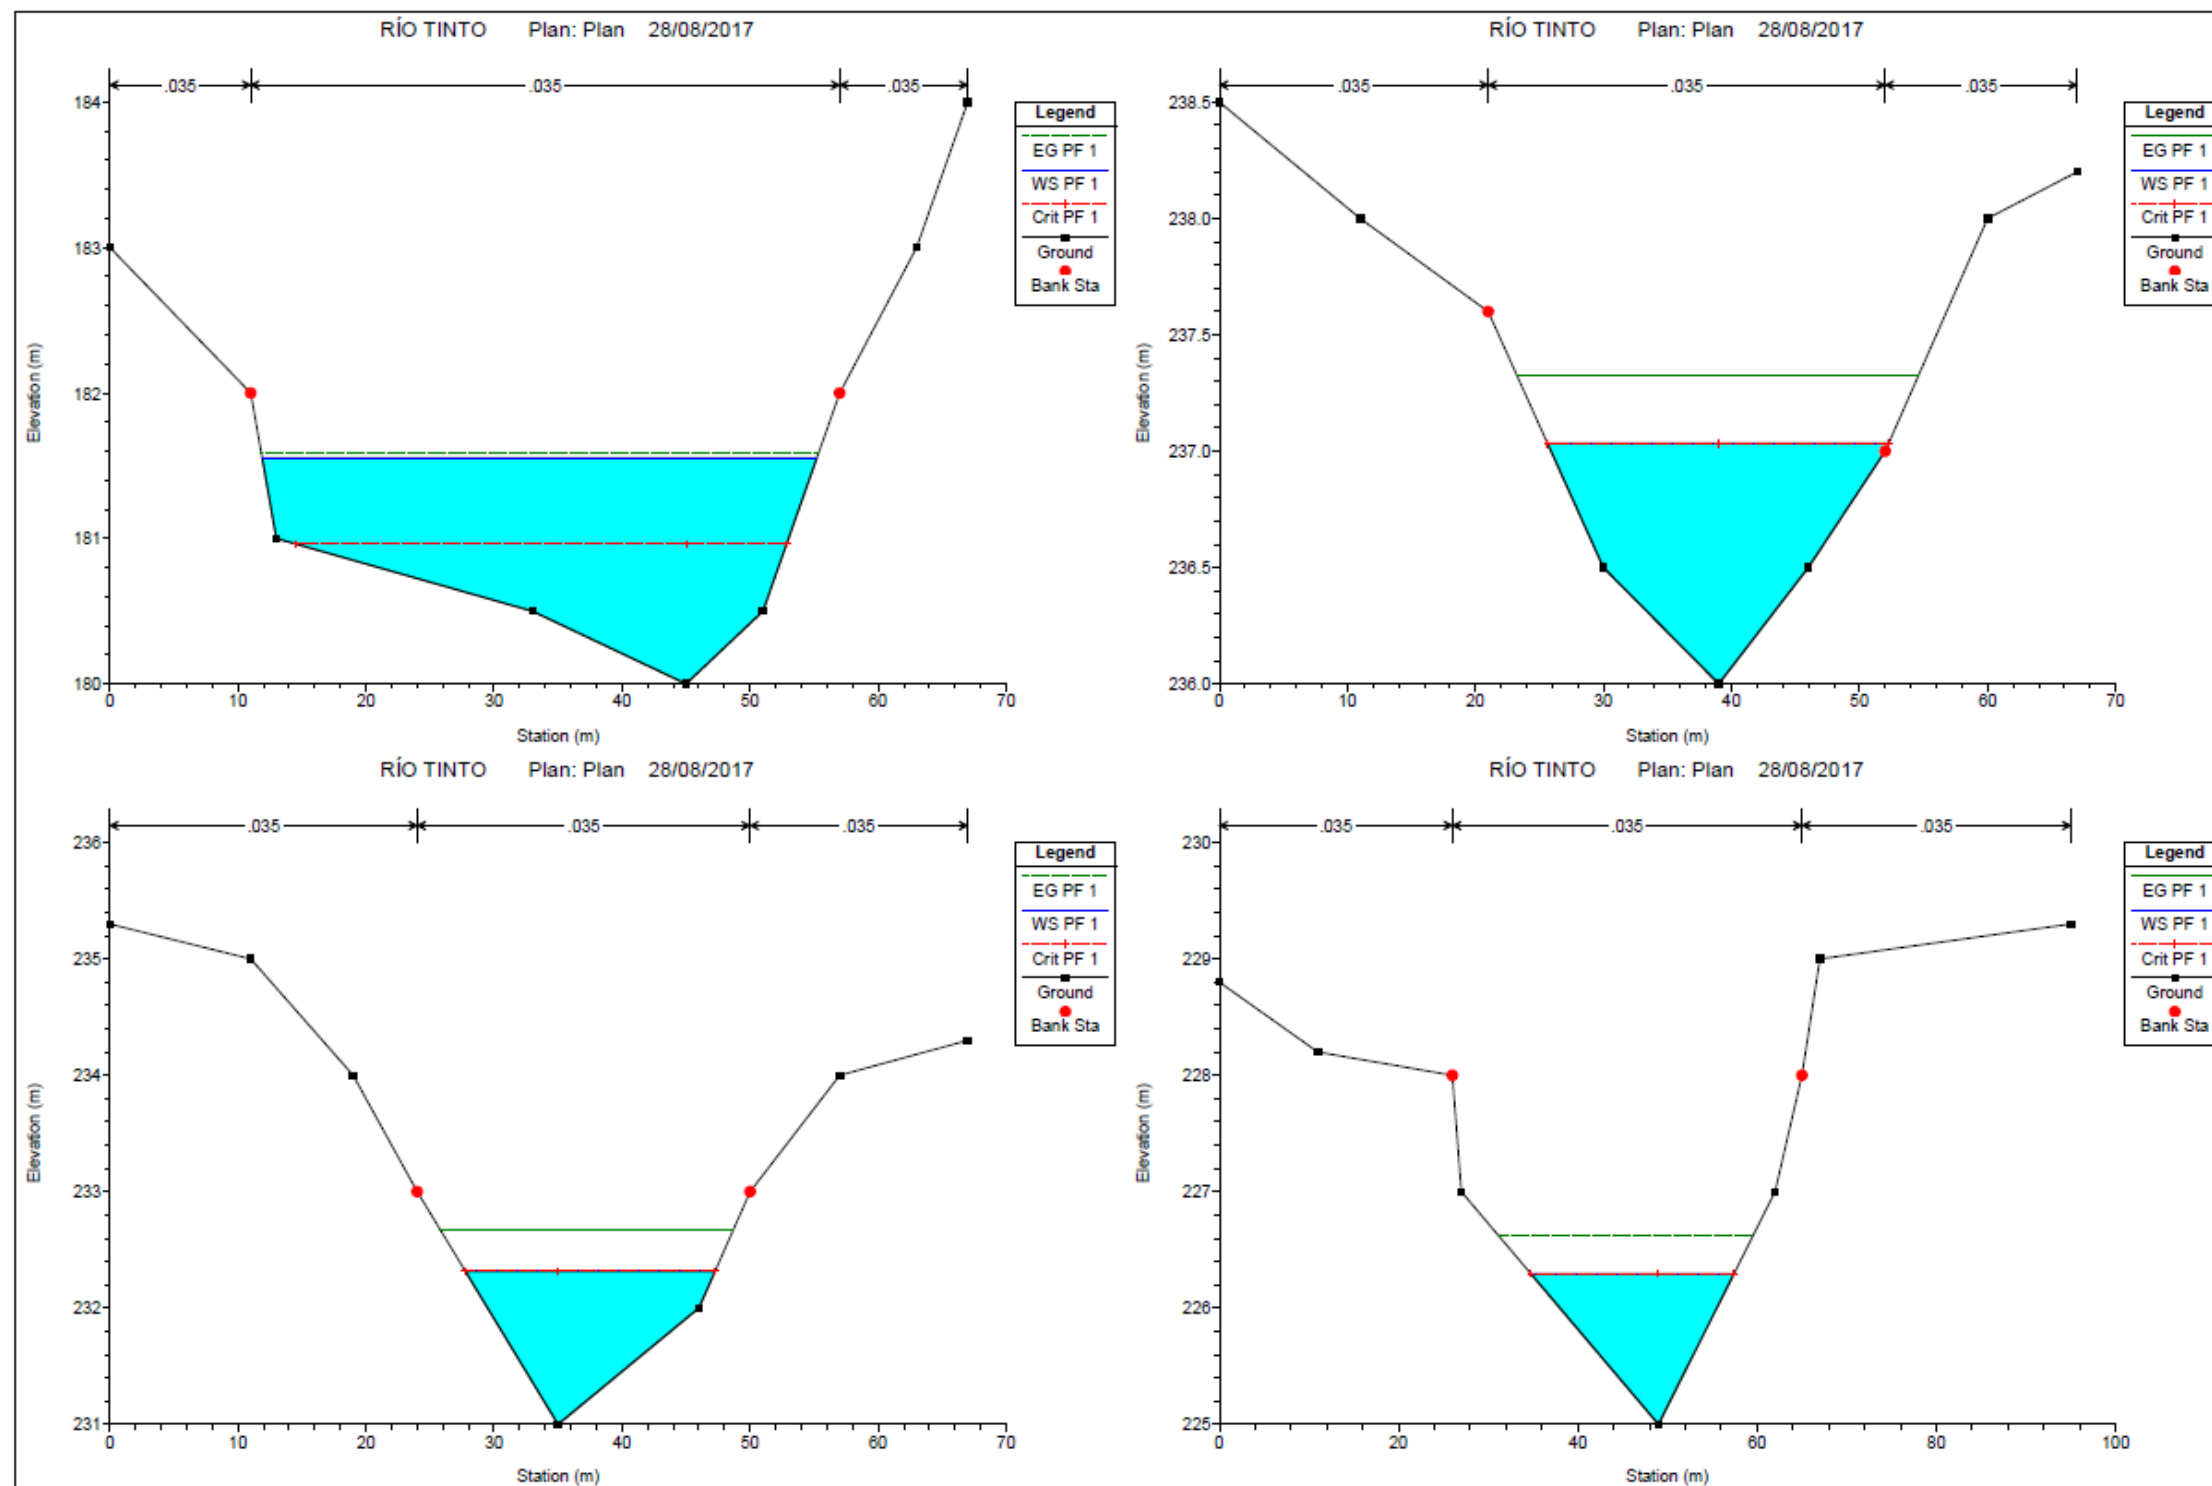 RÍO TINTO Plan: Plan 28/08/2017
.035 .035 .035
184
183
182
181
180
Elevation (m)
0 10 20 30 40 50 60 70
Station (m)
Legend
EG PF 1
WS PF 1
Crit PF 1
Ground
Bank Sta
RÍO TINTO Plan: Plan 28/08/2017
.035 .035 .035
238.5
238.0
237.5
237.0
236.5
236.0
Elevation (m)
0 10 20 30 40 50 60 70
Station (m)
Legend
EG PF 1
WS PF 1
Crit PF 1
Ground
Bank Sta
RÍO TINTO Plan: Plan 28/08/2017
.035 .035 .035
236
235
234
233
232
231
Elevation (m)
0 10 20 30 40 50 60 70
Station (m)
Legend
EG PF 1
WS PF 1
Crit PF 1
Ground
Bank Sta
RÍO TINTO Plan: Plan 28/08/2017
.035 .035 .035
230
229
228
227
226
225
Elevation (m)
0 20 40 60 80 100
Station (m)
Legend
EG PF 1
WS PF 1
Crit PF 1
Ground
Bank Sta